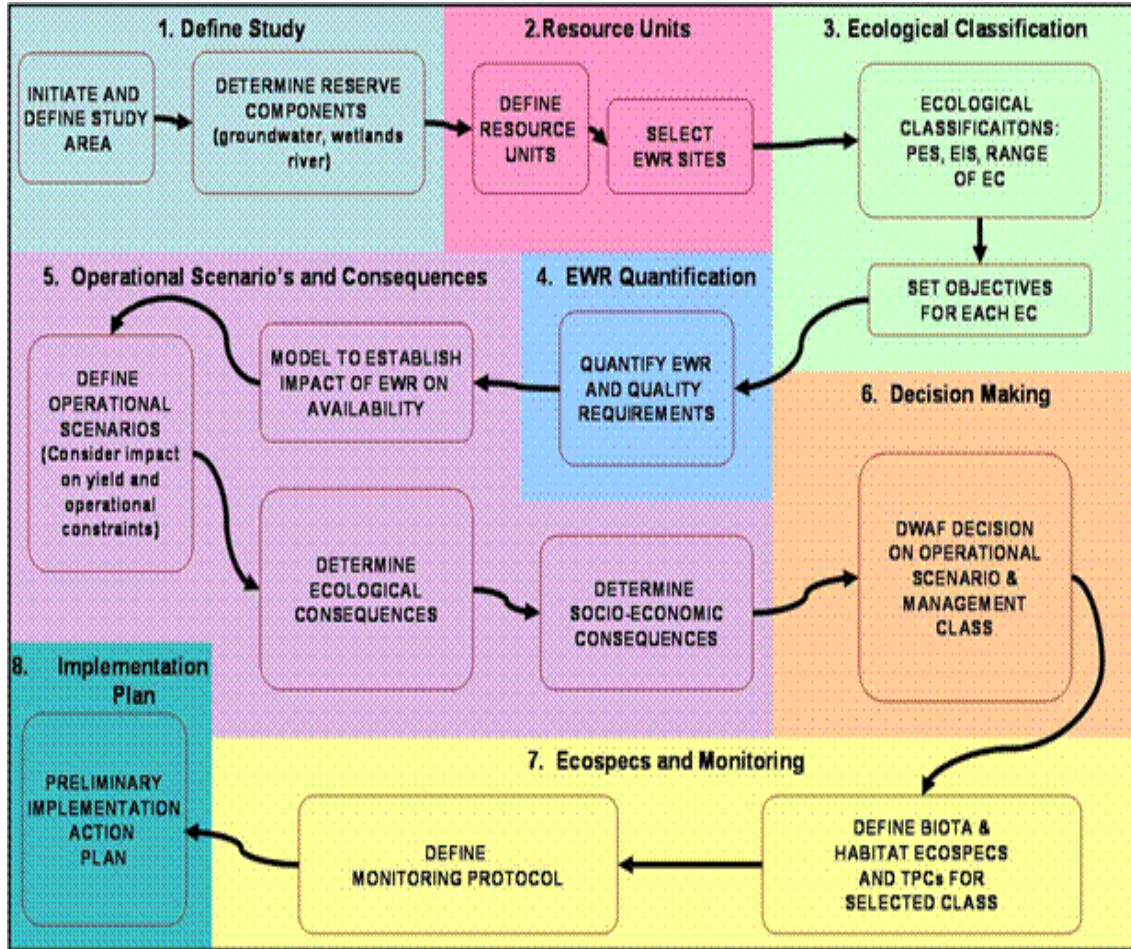 1. Define Study
INITIATE AND
DEFINE STUDY
AREA
DETERMINE RESERVE
COMPONENTS
(groundwater, wetlands
river)
2.Resource Units
DEFINE
RESOURCE
UNITS
SELECT
EWR SITES
3. Ecological Classification
ECOLOGICAL
CLASSIFICAITONS:
PES, EIS, RANGE
OF EC
SET OBJECTIVES
FOR EACH EC
4. EWR Quantification
QUANTIFY EWR
AND QUALITY
REQUIREMENTS
5. Operational Scenario's and Consequences
MODEL TO ESTABLISH
IMPACT OF EWR ON
AVAILABILITY
DEFINE
OPERATIONAL
SCENARIOS
(Consider impact
on yield and
operational
constraints)
DETERMINE
ECOLOGICAL
CONSEQUENCES
DETERMINE
SOCIO-ECONOMIC
CONSEQUENCES
6. Decision Making
DWAF DECISION
ON OPERATIONAL
SCENARIO &
MANAGEMENT
CLASS
7. Ecospecs and Monitoring
DEFINE BIOTA &
HABITAT ECOSPECS
AND TPCs FOR
SELECTED CLASS
DEFINE
MONITORING PROTOCOL
8. Implementation
Plan
PRELIMINARY
IMPLEMENTATION
ACTION
PLAN